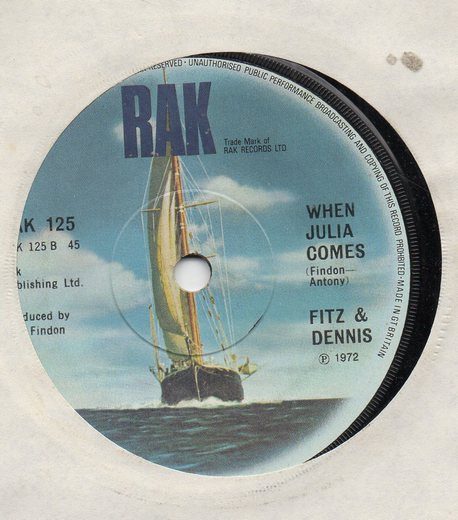 RESERVED · UNAUTHORISED PUBLIC PERFORMANCE BROADCASTING AND COPYING OF THIS RECORD PROHIBITED - MADE IN GT BRITAIN
RAK
Trade Mark of
RAK RECORDS LTD
AK 125
K 125 B 45
k
blishing Ltd.
duced by
Findon
WHEN
JULIA
COMES
(Findon—
Antony)
FITZ &
DENNIS
Ⓟ 1972